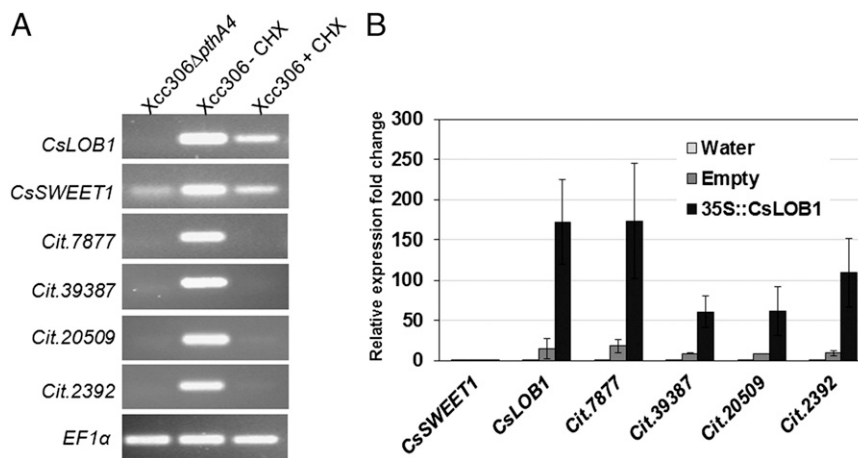 A
Xcc306ΔpthA4
Xcc306 - CHX
Xcc306 + CHX
CsLOB1
CsSWEET1
Cit.7877
Cit.39387
Cit.20509
Cit.2392
EF1α
B
Relative expression fold change
300
250
200
150
100
50
0
Water
Empty
35S::CsLOB1
CsSWEET1
CsLOB1
Cit.7877
Cit.39387
Cit.20509
Cit.2392